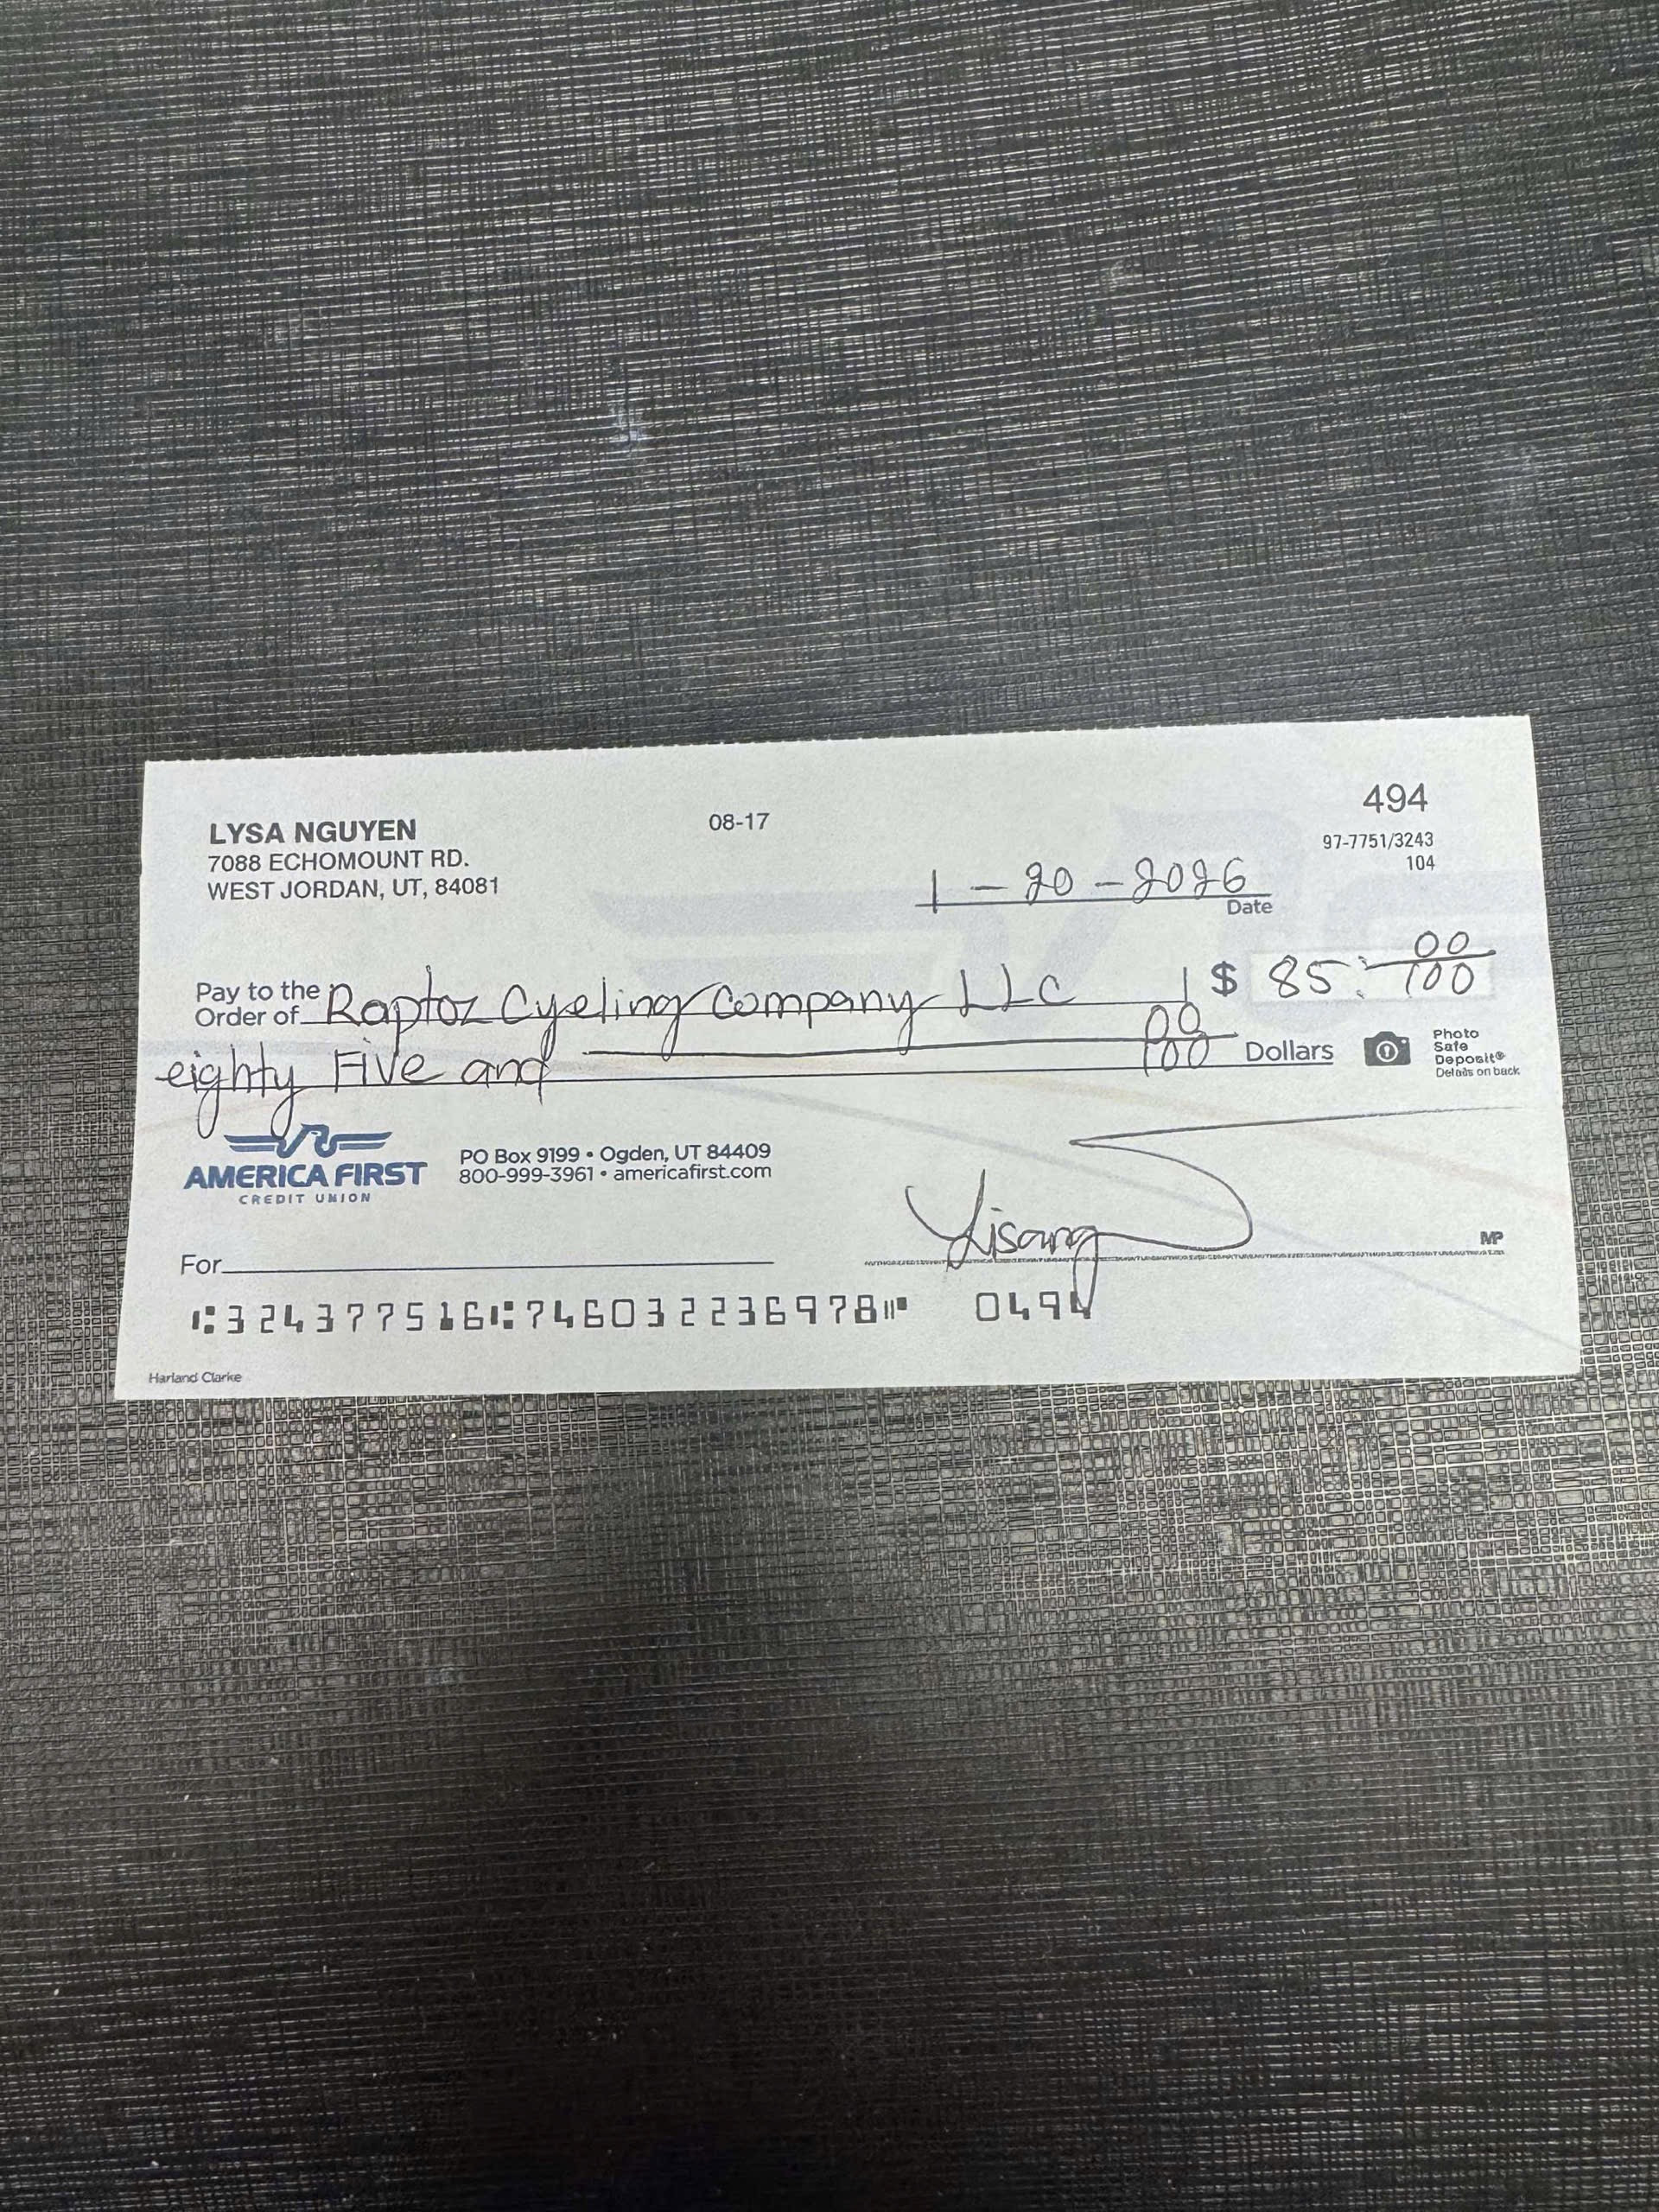 LYSA NGUYEN
7088 ECHOMOUNT RD.
WEST JORDAN, UT, 84081
08-17
494
97-7751/3243
104
1-20-2026
Date
Pay to the
Order of Raptoz Cyeling Company LLC $ 85: 00/100
eighty Five and 00/100 Dollars
Photo
Safe
Deposit®
Details on back
AMERICA FIRST
CREDIT UNION
PO Box 9199 • Ogden, UT 84409
800-999-3961 • americafirst.com
For
MP
⑆324377516⑆746032236978⑈ 0494
Harland Clarke